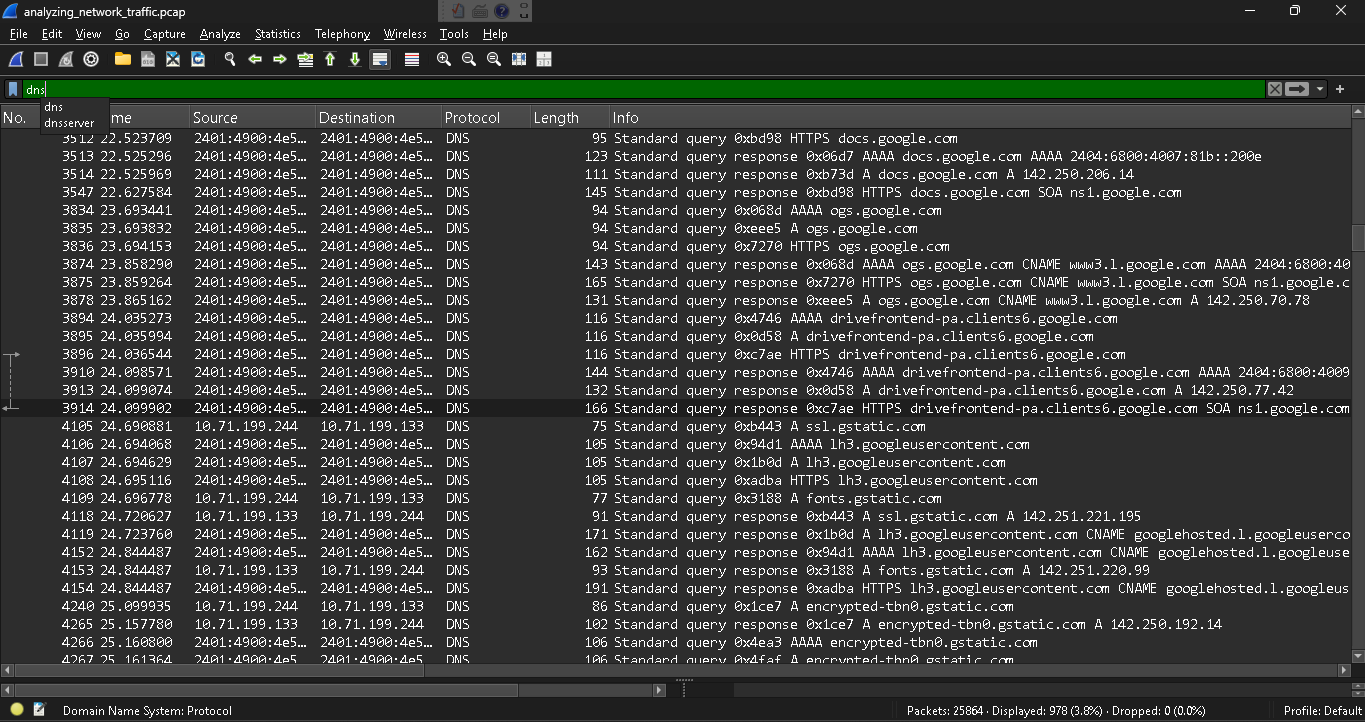 analyzing_network_traffic.pcap
File Edit View Go Capture Analyze Statistics Telephony Wireless Tools Help
dns
dns
dnsserver
No. me Source Destination Protocol Length Info
3512 22.523709 2401:4900:4e5… 2401:4900:4e5… DNS 95 Standard query 0xbd98 HTTPS docs.google.com
3513 22.525296 2401:4900:4e5… 2401:4900:4e5… DNS 123 Standard query response 0x06d7 AAAA docs.google.com AAAA 2404:6800:4007:81b::200e
3514 22.525969 2401:4900:4e5… 2401:4900:4e5… DNS 111 Standard query response 0xb73d A docs.google.com A 142.250.206.14
3547 22.627584 2401:4900:4e5… 2401:4900:4e5… DNS 145 Standard query response 0xbd98 HTTPS docs.google.com SOA ns1.google.com
3834 23.693441 2401:4900:4e5… 2401:4900:4e5… DNS 94 Standard query 0x068d AAAA ogs.google.com
3835 23.693832 2401:4900:4e5… 2401:4900:4e5… DNS 94 Standard query 0xeee5 A ogs.google.com
3836 23.694153 2401:4900:4e5… 2401:4900:4e5… DNS 94 Standard query 0x7270 HTTPS ogs.google.com
3874 23.858290 2401:4900:4e5… 2401:4900:4e5… DNS 143 Standard query response 0x068d AAAA ogs.google.com CNAME www3.l.google.com AAAA 2404:6800:40
3875 23.859264 2401:4900:4e5… 2401:4900:4e5… DNS 165 Standard query response 0x7270 HTTPS ogs.google.com CNAME www3.l.google.com SOA ns1.google.c
3878 23.865162 2401:4900:4e5… 2401:4900:4e5… DNS 131 Standard query response 0xeee5 A ogs.google.com CNAME www3.l.google.com A 142.250.70.78
3894 24.035273 2401:4900:4e5… 2401:4900:4e5… DNS 116 Standard query 0x4746 AAAA drivefrontend-pa.clients6.google.com
3895 24.035994 2401:4900:4e5… 2401:4900:4e5… DNS 116 Standard query 0x0d58 A drivefrontend-pa.clients6.google.com
3896 24.036544 2401:4900:4e5… 2401:4900:4e5… DNS 116 Standard query 0xc7ae HTTPS drivefrontend-pa.clients6.google.com
3910 24.098571 2401:4900:4e5… 2401:4900:4e5… DNS 144 Standard query response 0x4746 AAAA drivefrontend-pa.clients6.google.com AAAA 2404:6800:4009
3913 24.099074 2401:4900:4e5… 2401:4900:4e5… DNS 132 Standard query response 0x0d58 A drivefrontend-pa.clients6.google.com A 142.250.77.42
3914 24.099902 2401:4900:4e5… 2401:4900:4e5… DNS 166 Standard query response 0xc7ae HTTPS drivefrontend-pa.clients6.google.com SOA ns1.google.com
4105 24.690881 10.71.199.244 10.71.199.133 DNS 75 Standard query 0xb443 A ssl.gstatic.com
4106 24.694068 2401:4900:4e5… 2401:4900:4e5… DNS 105 Standard query 0x94d1 AAAA lh3.googleusercontent.com
4107 24.694629 2401:4900:4e5… 2401:4900:4e5… DNS 105 Standard query 0x1b0d A lh3.googleusercontent.com
4108 24.695116 2401:4900:4e5… 2401:4900:4e5… DNS 105 Standard query 0xadba HTTPS lh3.googleusercontent.com
4109 24.696778 10.71.199.244 10.71.199.133 DNS 77 Standard query 0x3188 A fonts.gstatic.com
4118 24.720627 10.71.199.133 10.71.199.244 DNS 91 Standard query response 0xb443 A ssl.gstatic.com A 142.251.221.195
4119 24.723760 2401:4900:4e5… 2401:4900:4e5… DNS 171 Standard query response 0x1b0d A lh3.googleusercontent.com CNAME googlehosted.l.googleuserco
4152 24.844487 2401:4900:4e5… 2401:4900:4e5… DNS 162 Standard query response 0x94d1 AAAA lh3.googleusercontent.com CNAME googlehosted.l.googleuse
4153 24.844487 10.71.199.133 10.71.199.244 DNS 93 Standard query response 0x3188 A fonts.gstatic.com A 142.251.220.99
4154 24.844487 2401:4900:4e5… 2401:4900:4e5… DNS 191 Standard query response 0xadba HTTPS lh3.googleusercontent.com CNAME googlehosted.l.googleus
4240 25.099935 10.71.199.244 10.71.199.133 DNS 86 Standard query 0x1ce7 A encrypted-tbn0.gstatic.com
4265 25.157780 10.71.199.133 10.71.199.244 DNS 102 Standard query response 0x1ce7 A encrypted-tbn0.gstatic.com A 142.250.192.14
4266 25.160800 2401:4900:4e5… 2401:4900:4e5… DNS 106 Standard query 0x4ea3 AAAA encrypted-tbn0.gstatic.com
4267 25.161364 2401:4900:4e5… 2401:4900:4e5… DNS 106 Standard query 0x4faf A encrypted-tbn0.gstatic.com
Domain Name System: Protocol Packets: 25864 · Displayed: 978 (3.8%) · Dropped: 0 (0.0%) Profile: Default